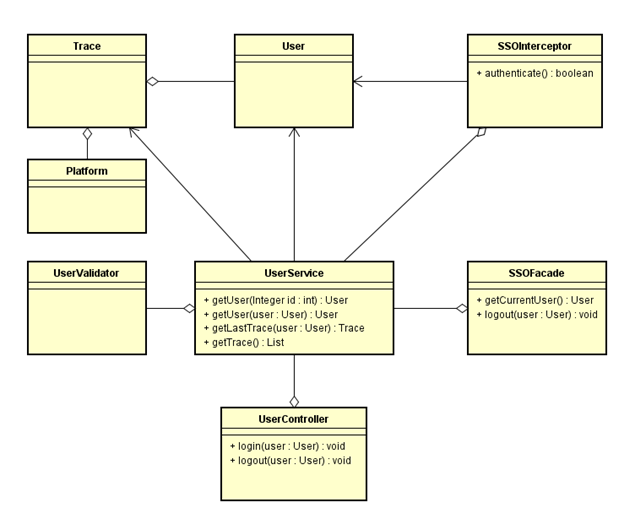 Trace
User
SSOInterceptor
+ authenticate() : boolean
Platform
UserValidator
UserService
+ getUser(Integer id : int) : User
+ getUser(user : User) : User
+ getLastTrace(user : User) : Trace
+ getTrace() : List
SSOFacade
+ getCurrentUser() : User
+ logout(user : User) : void
UserController
+ login(user : User) : void
+ logout(user : User) : void